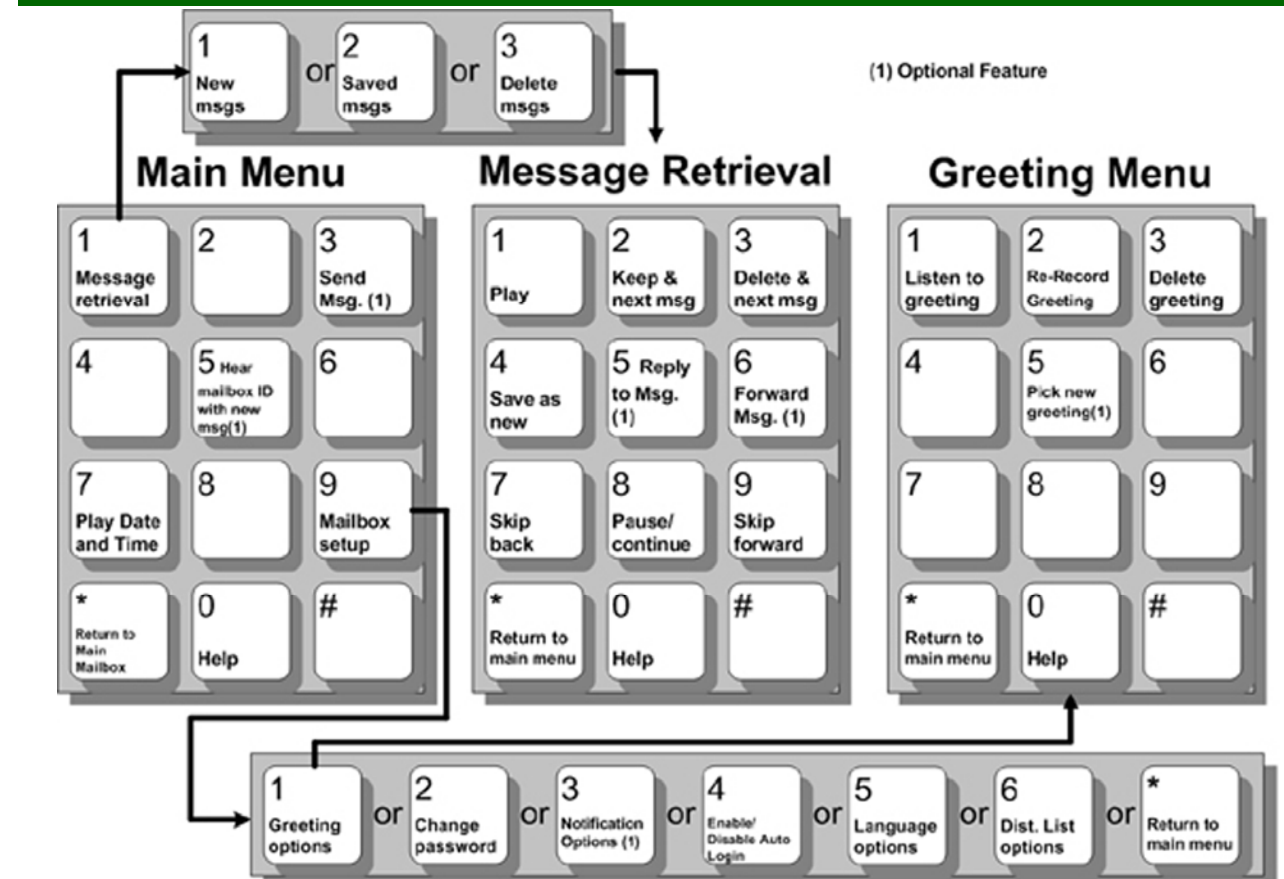 1
New
msgs
or
2
Saved
msgs
or
3
Delete
msgs
(1) Optional Feature
Main Menu
1
Message
retrieval
2
3
Send
Msg. (1)
4
5 Hear
mailbox ID
with new
msg(1)
6
7
Play Date
and Time
8
9
Mailbox
setup
*
Return to
Main
Mailbox
0
Help
#
Message Retrieval
1
Play
2
Keep &
next msg
3
Delete &
next msg
4
Save as
new
5 Reply
to Msg.
(1)
6
Forward
Msg. (1)
7
Skip
back
8
Pause/
continue
9
Skip
forward
*
Return to
main menu
0
Help
#
Greeting Menu
1
Listen to
greeting
2
Re-Record
Greeting
3
Delete
greeting
4
5
Pick new
greeting(1)
6
7
8
9
*
Return to
main menu
0
Help
#
1
Greeting
options
or
2
Change
password
or
3
Notification
Options (1)
or
4
Enable/
Disable Auto
Login
or
5
Language
options
or
6
Dist. List
options
or
*
Return to
main menu